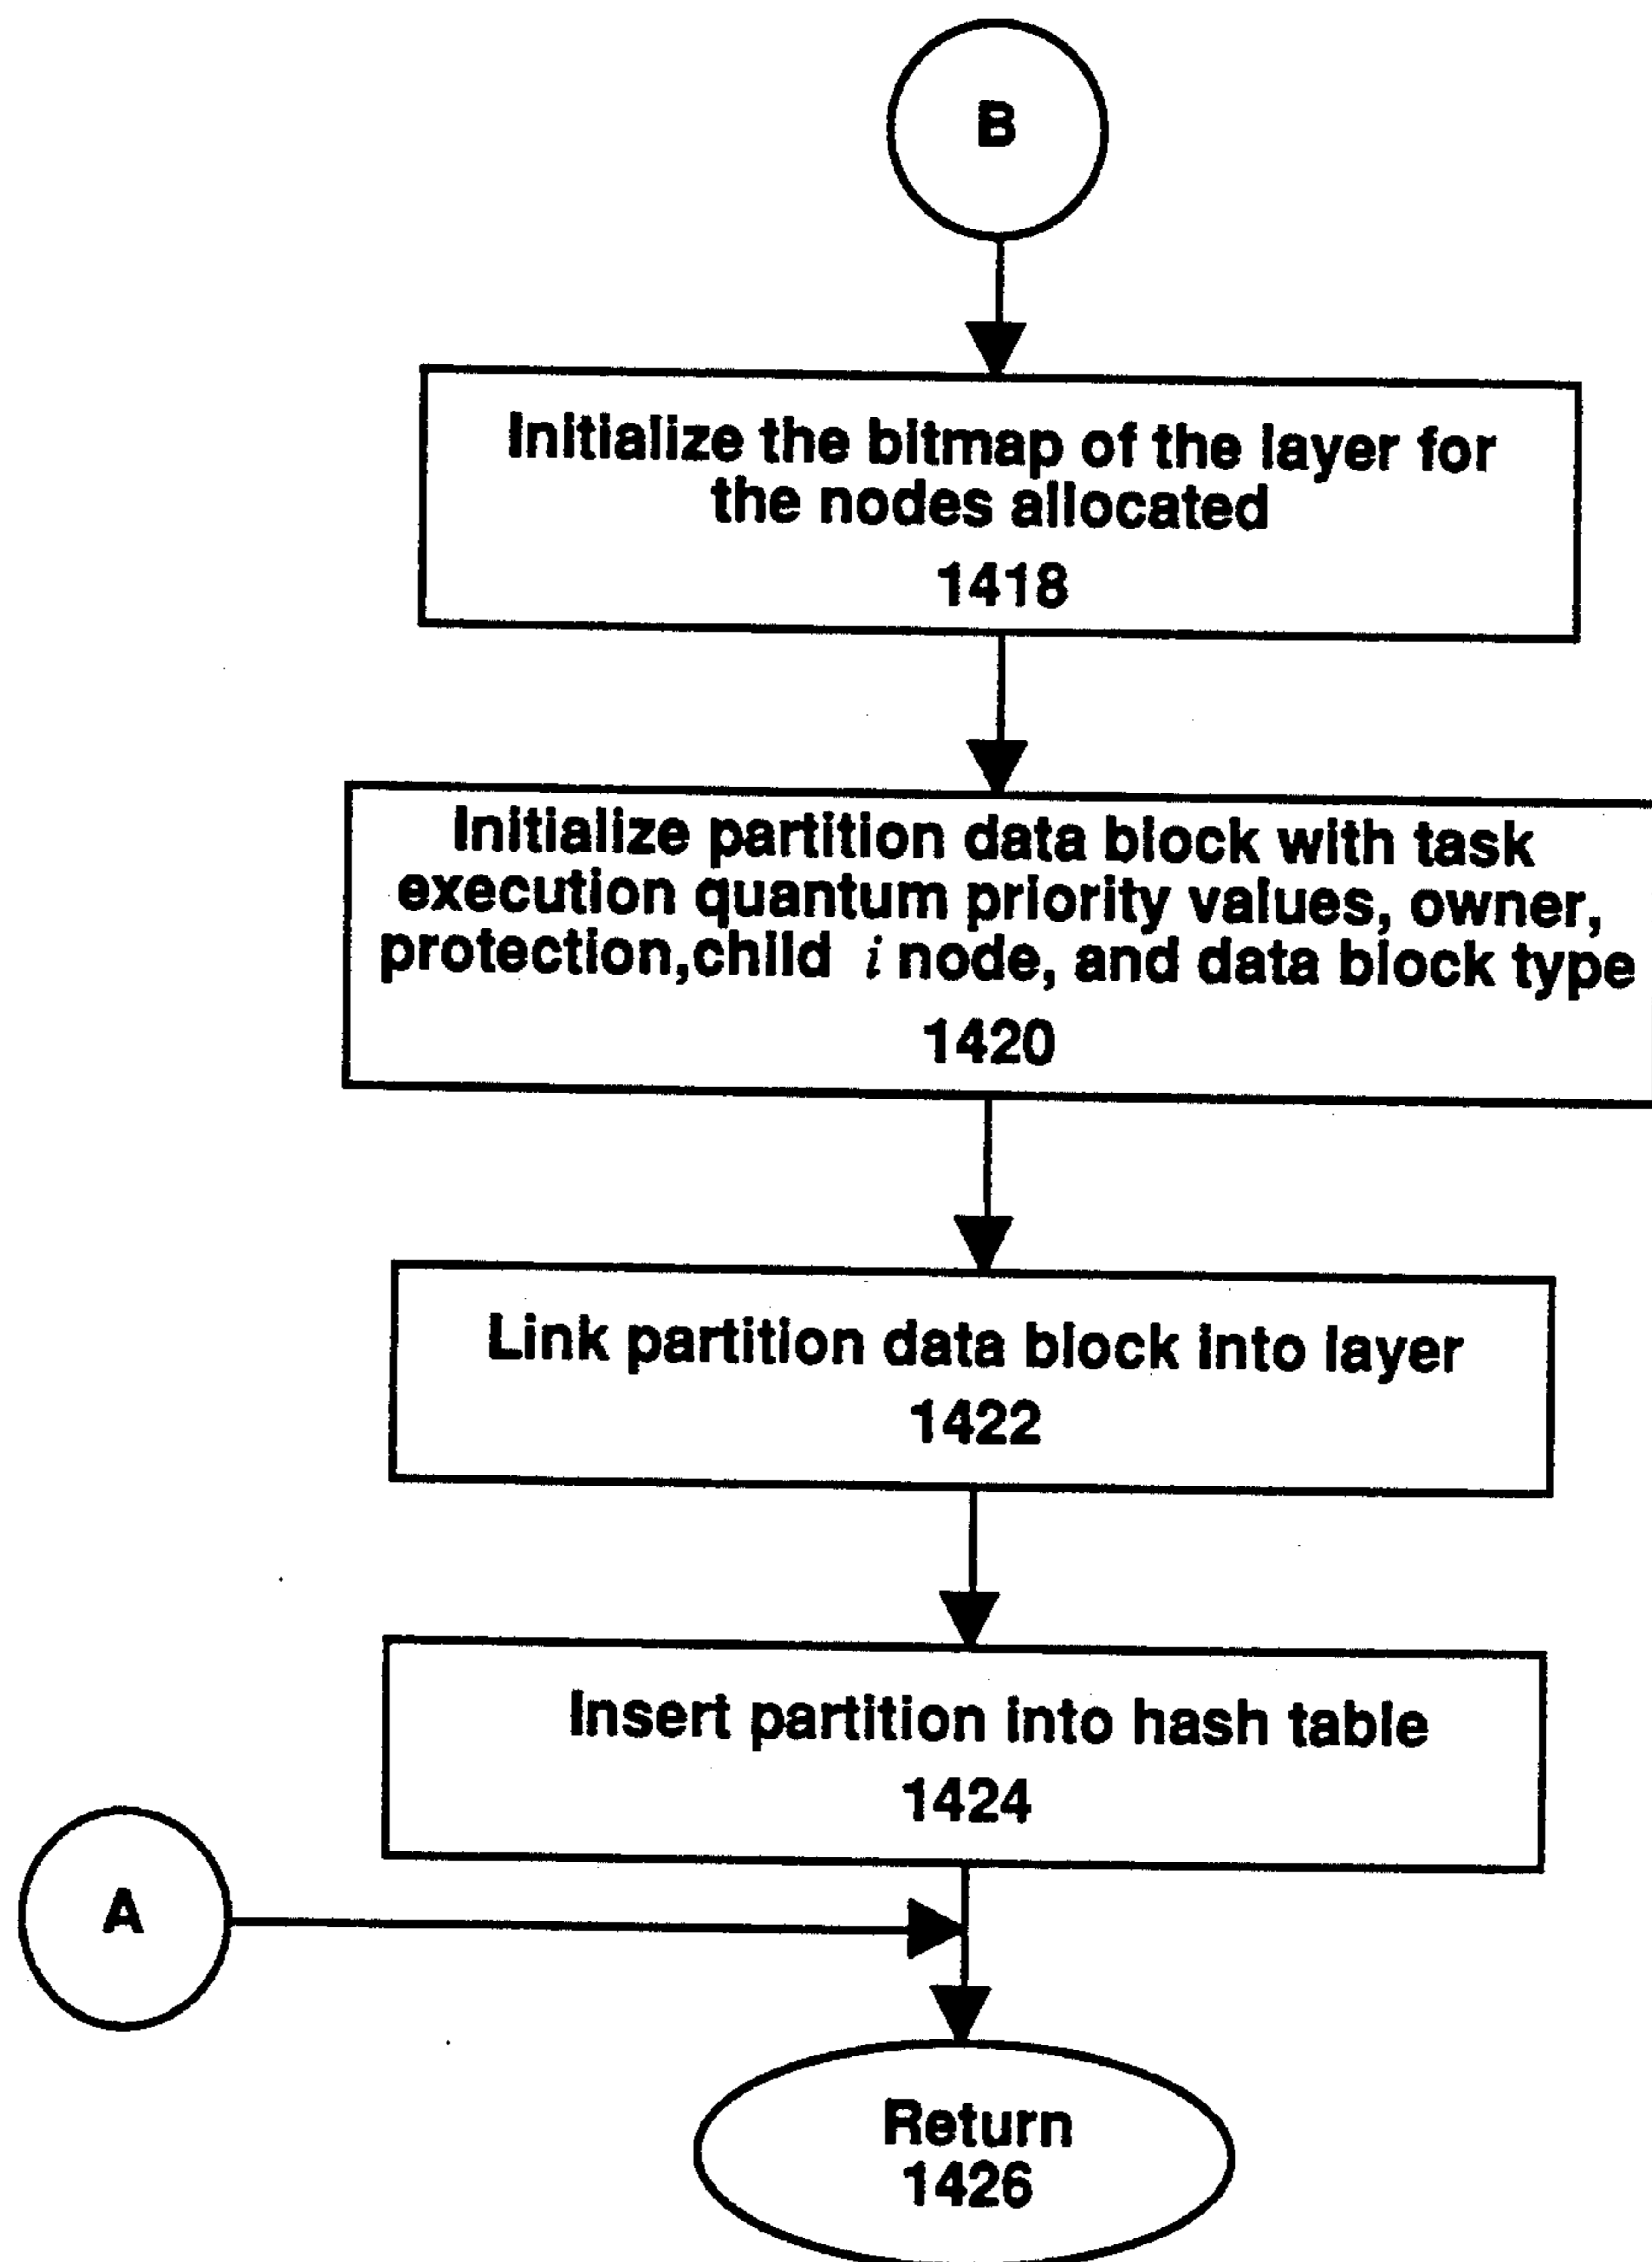 B
Initialize the bitmap of the layer for
the nodes allocated
1418
Initialize partition data block with task
execution quantum priority values, owner,
protection,child i node, and data block type
1420
Link partition data block into layer
1422
Insert partition into hash table
1424
A
Return
1426